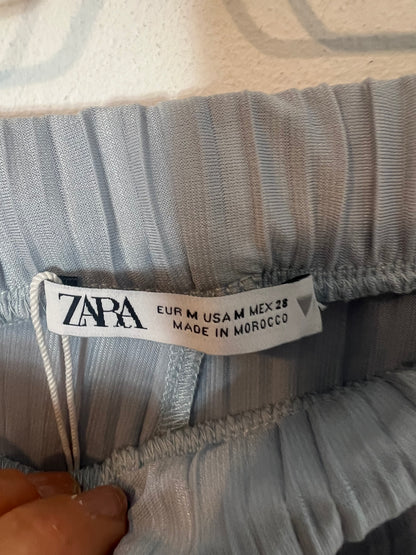 ZARA
EUR M USA M MEX 28
MADE IN MOROCCO